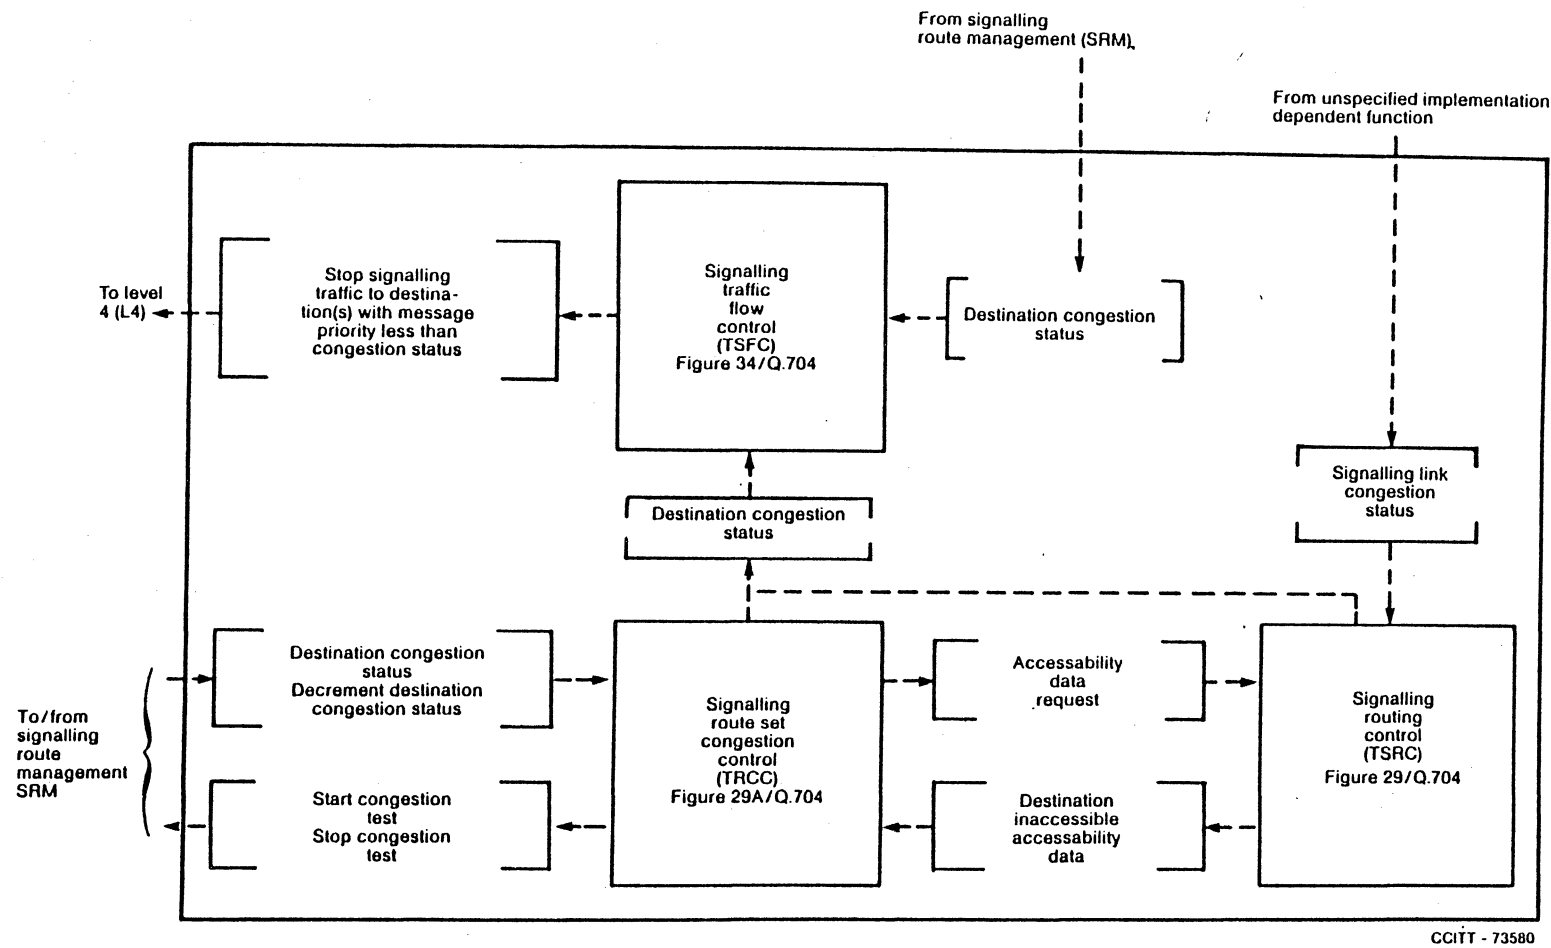 From signalling
route management (SRM)
From unspecified implementation
dependent function
To level
4 (L4)
Stop signalling
traffic to destina-
tion(s) with message
priority less than
congestion status
Signalling
traffic
flow
control
(TSFC)
Figure 34/Q.704
Destination congestion
status
Signalling link
congestion
status
Destination congestion
status
To/from
signalling
route
management
SRM
Destination congestion
status
Decrement destination
congestion status
Start congestion
test
Stop congestion
test
Signalling
route set
congestion
control
(TRCC)
Figure 29A/Q.704
Accessability
data
request
Destination
inaccessible
accessability
data
Signalling
routing
control
(TSRC)
Figure 29/Q.704
CCITT - 73580